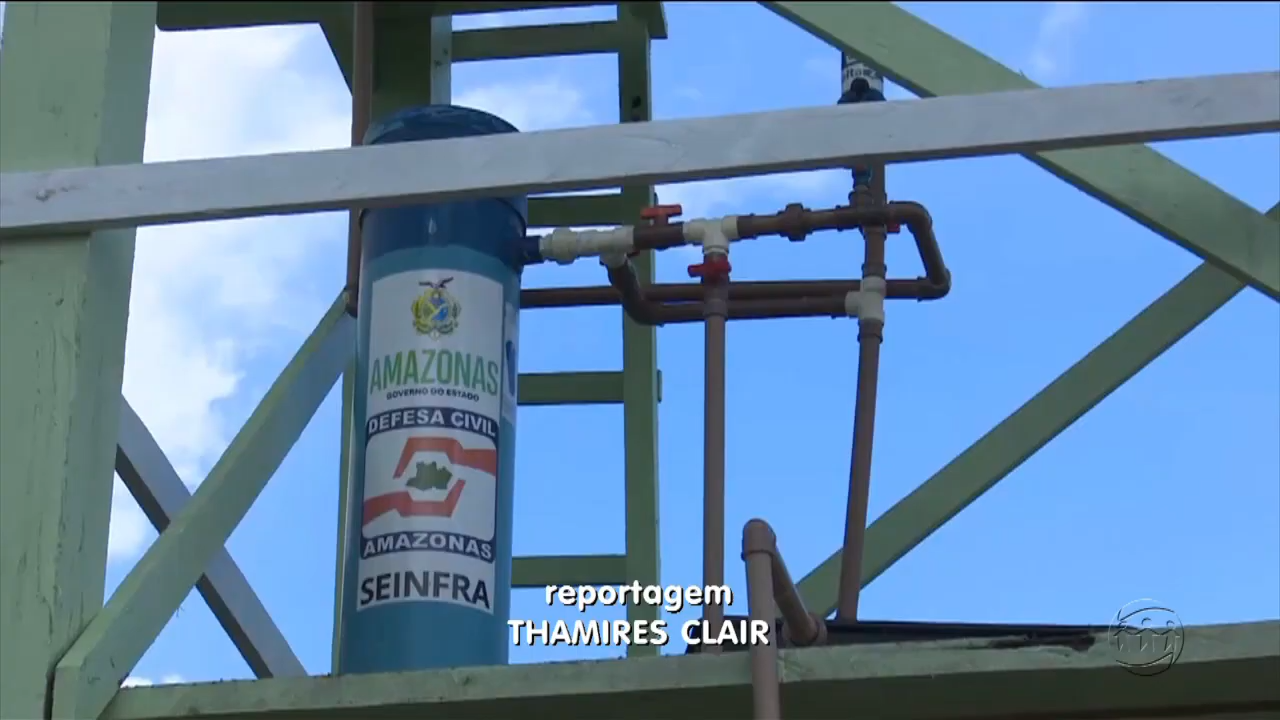 AMAZONAS
GOVERNO DO ESTADO
DEFESA CIVIL
AMAZONAS
SEINFRA
reportagem
THAMIRES CLAIR